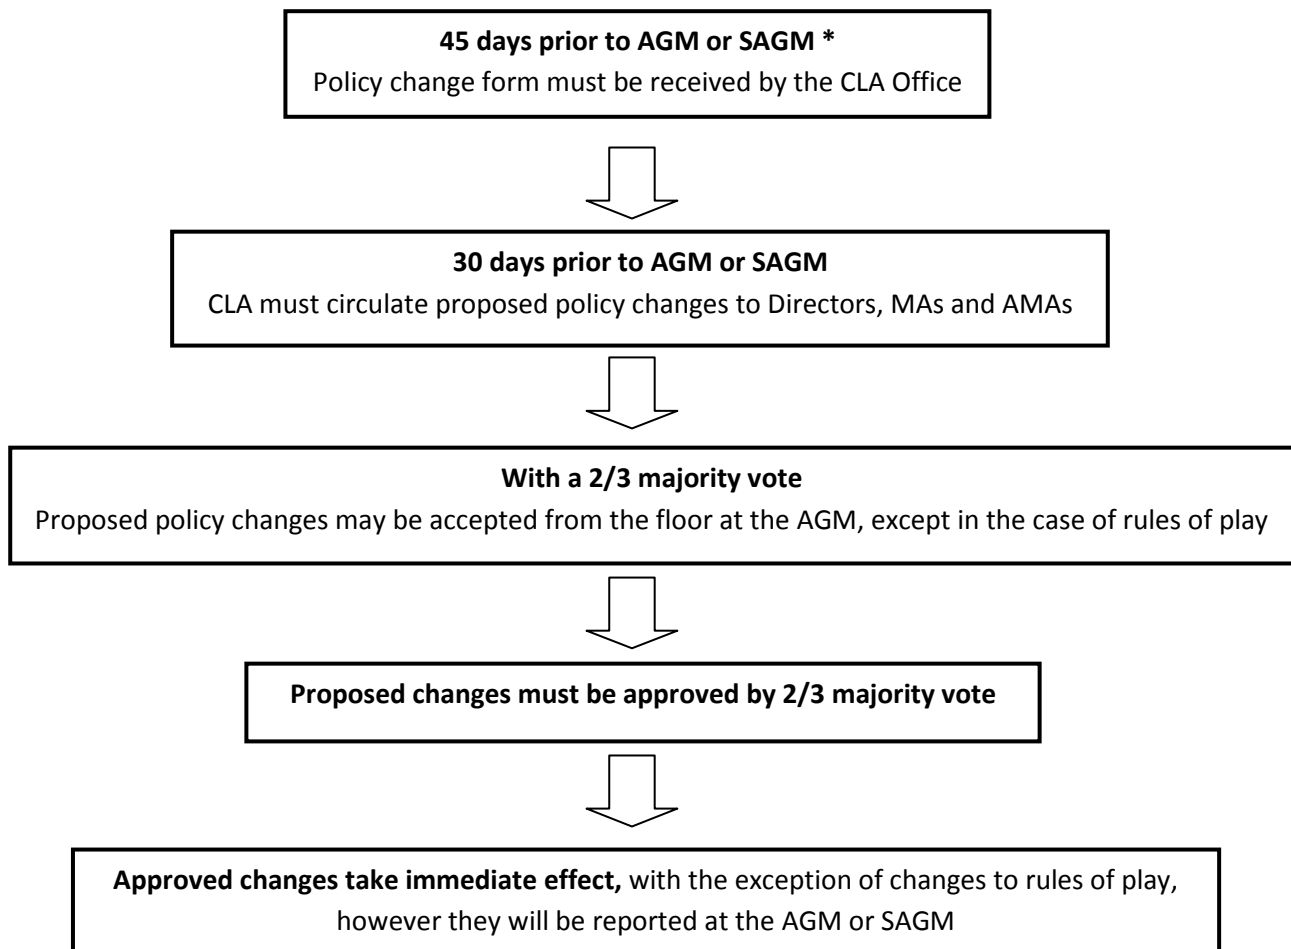 45 days prior to AGM or SAGM *
Policy change form must be received by the CLA Office
30 days prior to AGM or SAGM
CLA must circulate proposed policy changes to Directors, MAs and AMAs
With a 2/3 majority vote
Proposed policy changes may be accepted from the floor at the AGM, except in the case of rules of play
Proposed changes must be approved by 2/3 majority vote
Approved changes take immediate effect, with the exception of changes to rules of play,
however they will be reported at the AGM or SAGM